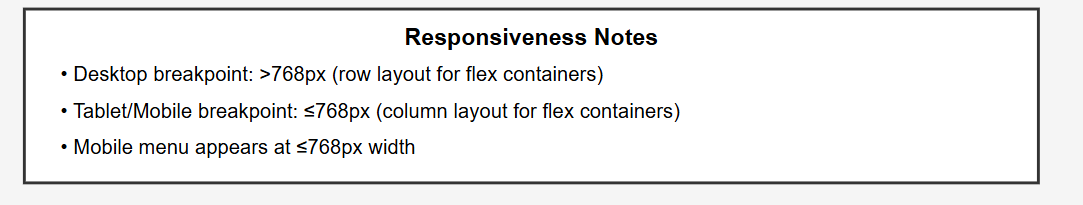 Responsiveness Notes
• Desktop breakpoint: >768px (row layout for flex containers)
• Tablet/Mobile breakpoint: ≤768px (column layout for flex containers)
• Mobile menu appears at ≤768px width